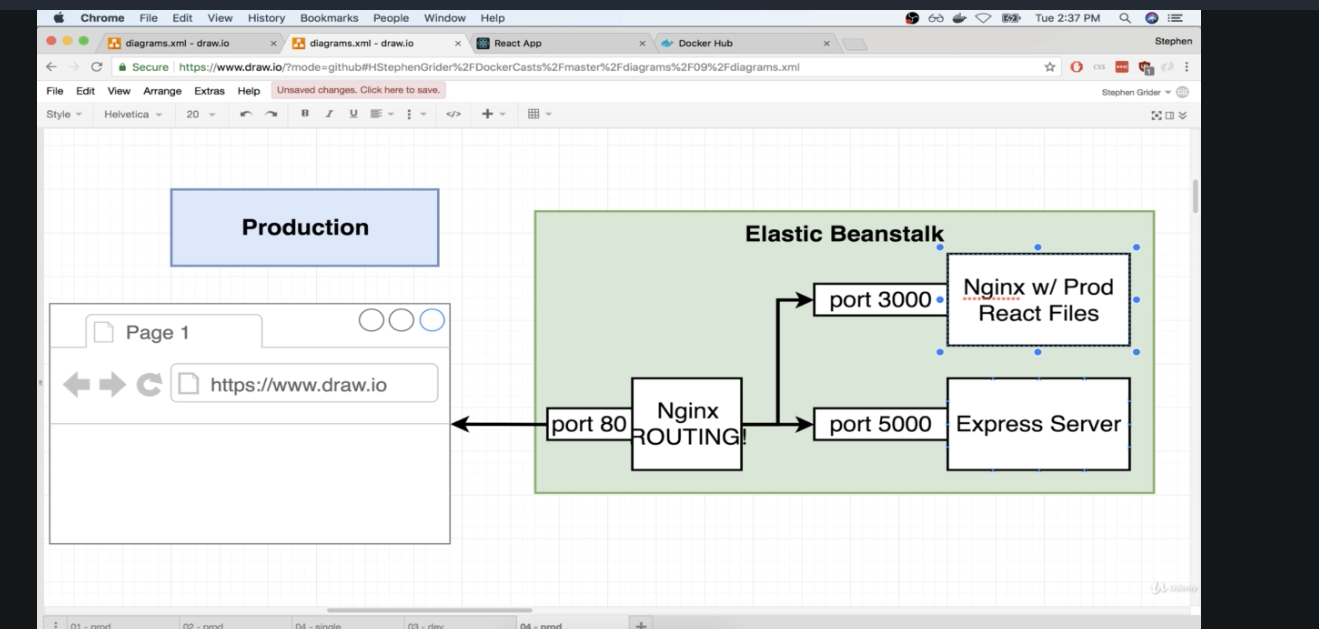 Chrome File Edit View History Bookmarks People Window Help
Tue 2:37 PM
diagrams.xml - draw.io
diagrams.xml - draw.io
React App
Docker Hub
Stephen
Secure https://www.draw.io/?mode=github#HStephenGrider%2FDockerCasts%2Fmaster%2Fdiagrams%2F09%2Fdiagrams.xml
File Edit View Arrange Extras Help
Unsaved changes. Click here to save.
Stephen Grider
Style Helvetica 20 B I U
Production
Page 1
https://www.draw.io
Elastic Beanstalk
port 3000
Nginx w/ Prod
React Files
port 80
Nginx
ROUTING!
port 5000
Express Server
Udemy
01 - prod
02 - prod
04 - single
03 - dev
04 - prod